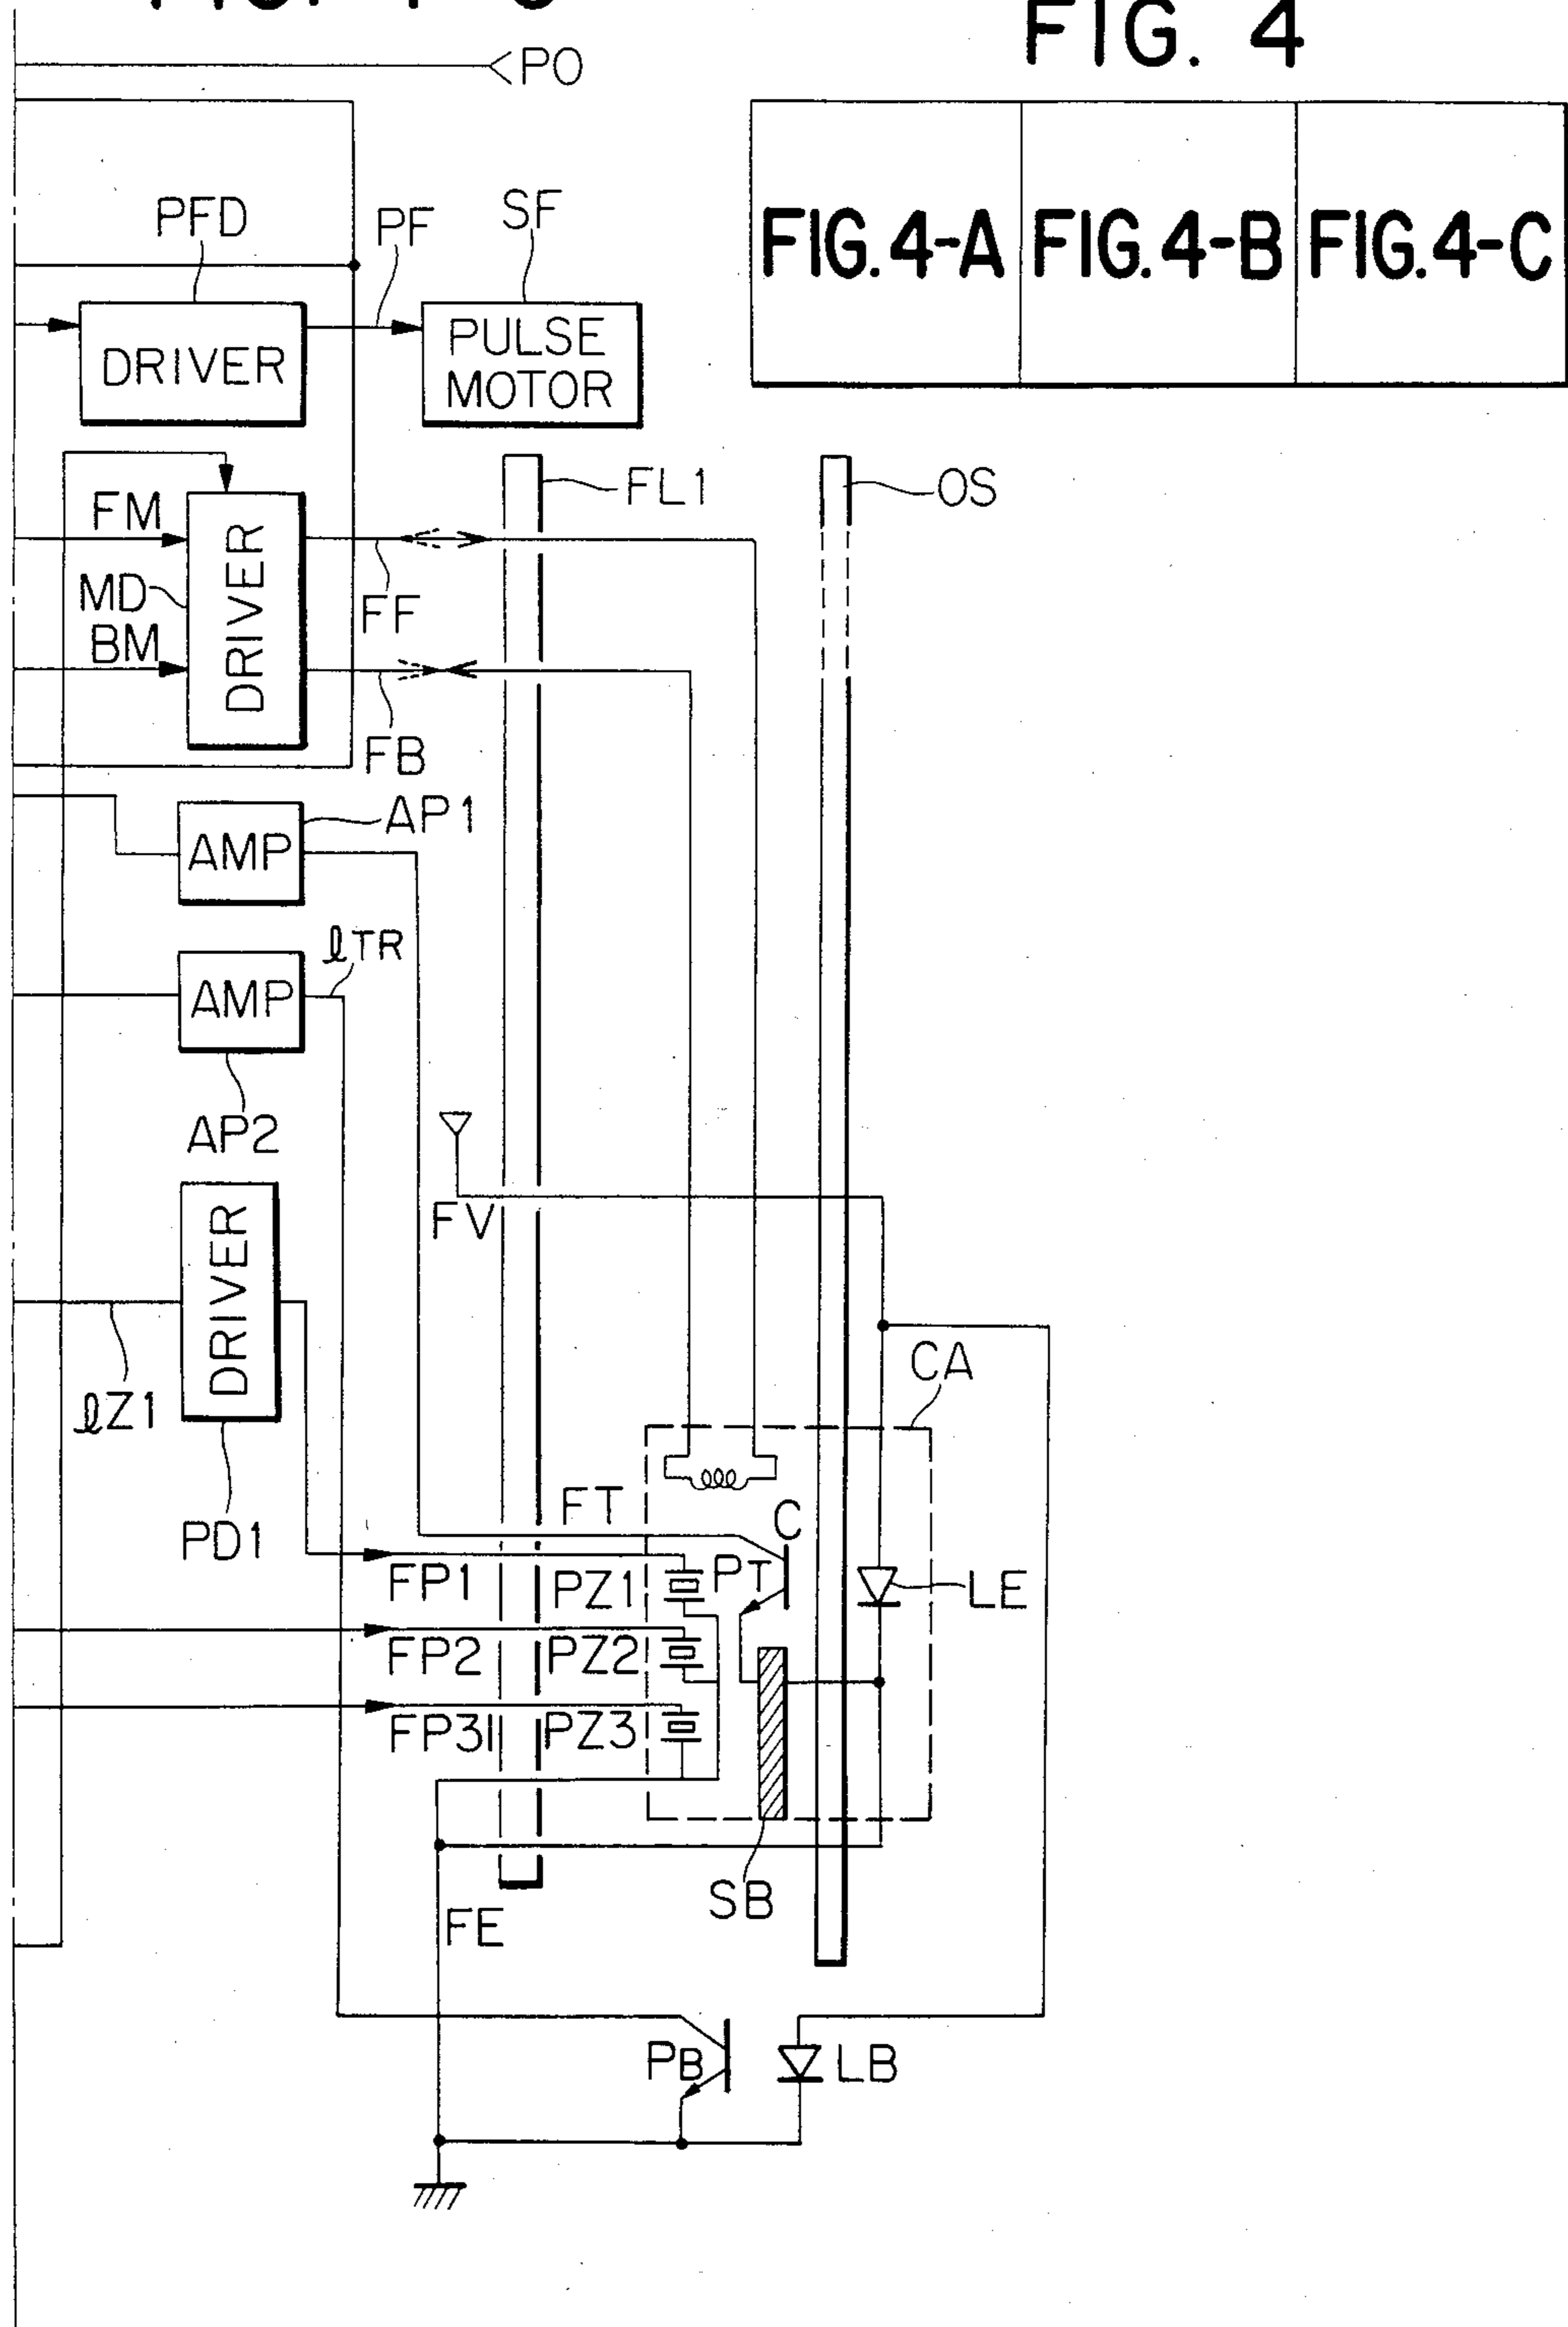 FIG. 4
PO
FIG. 4-A FIG. 4-B FIG. 4-C
PFD
PF
SF
DRIVER
PULSE
MOTOR
FL1
OS
FM
MD
BM
DRIVER
FF
FB
AP1
AMP
ℓTR
AMP
AP2
FV
DRIVER
CA
ℓZ1
FT
C
PD1
FP1
PZ1
PT
LE
FP2
PZ2
FP3
PZ3
SB
FE
PB
LB